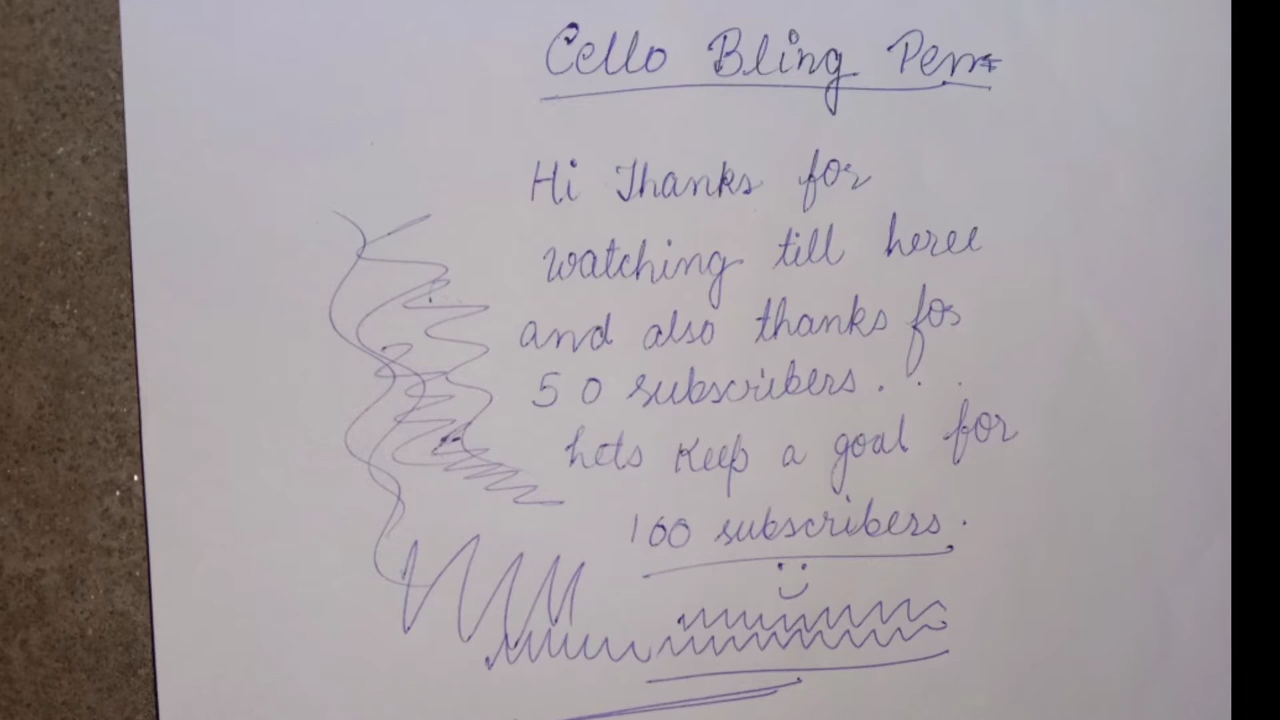 Cello Bling Pen
Hi Thanks for
watching till heree
and also thanks for
50 subscribers . . .
Lets Keep a goal for
100 subscribers.